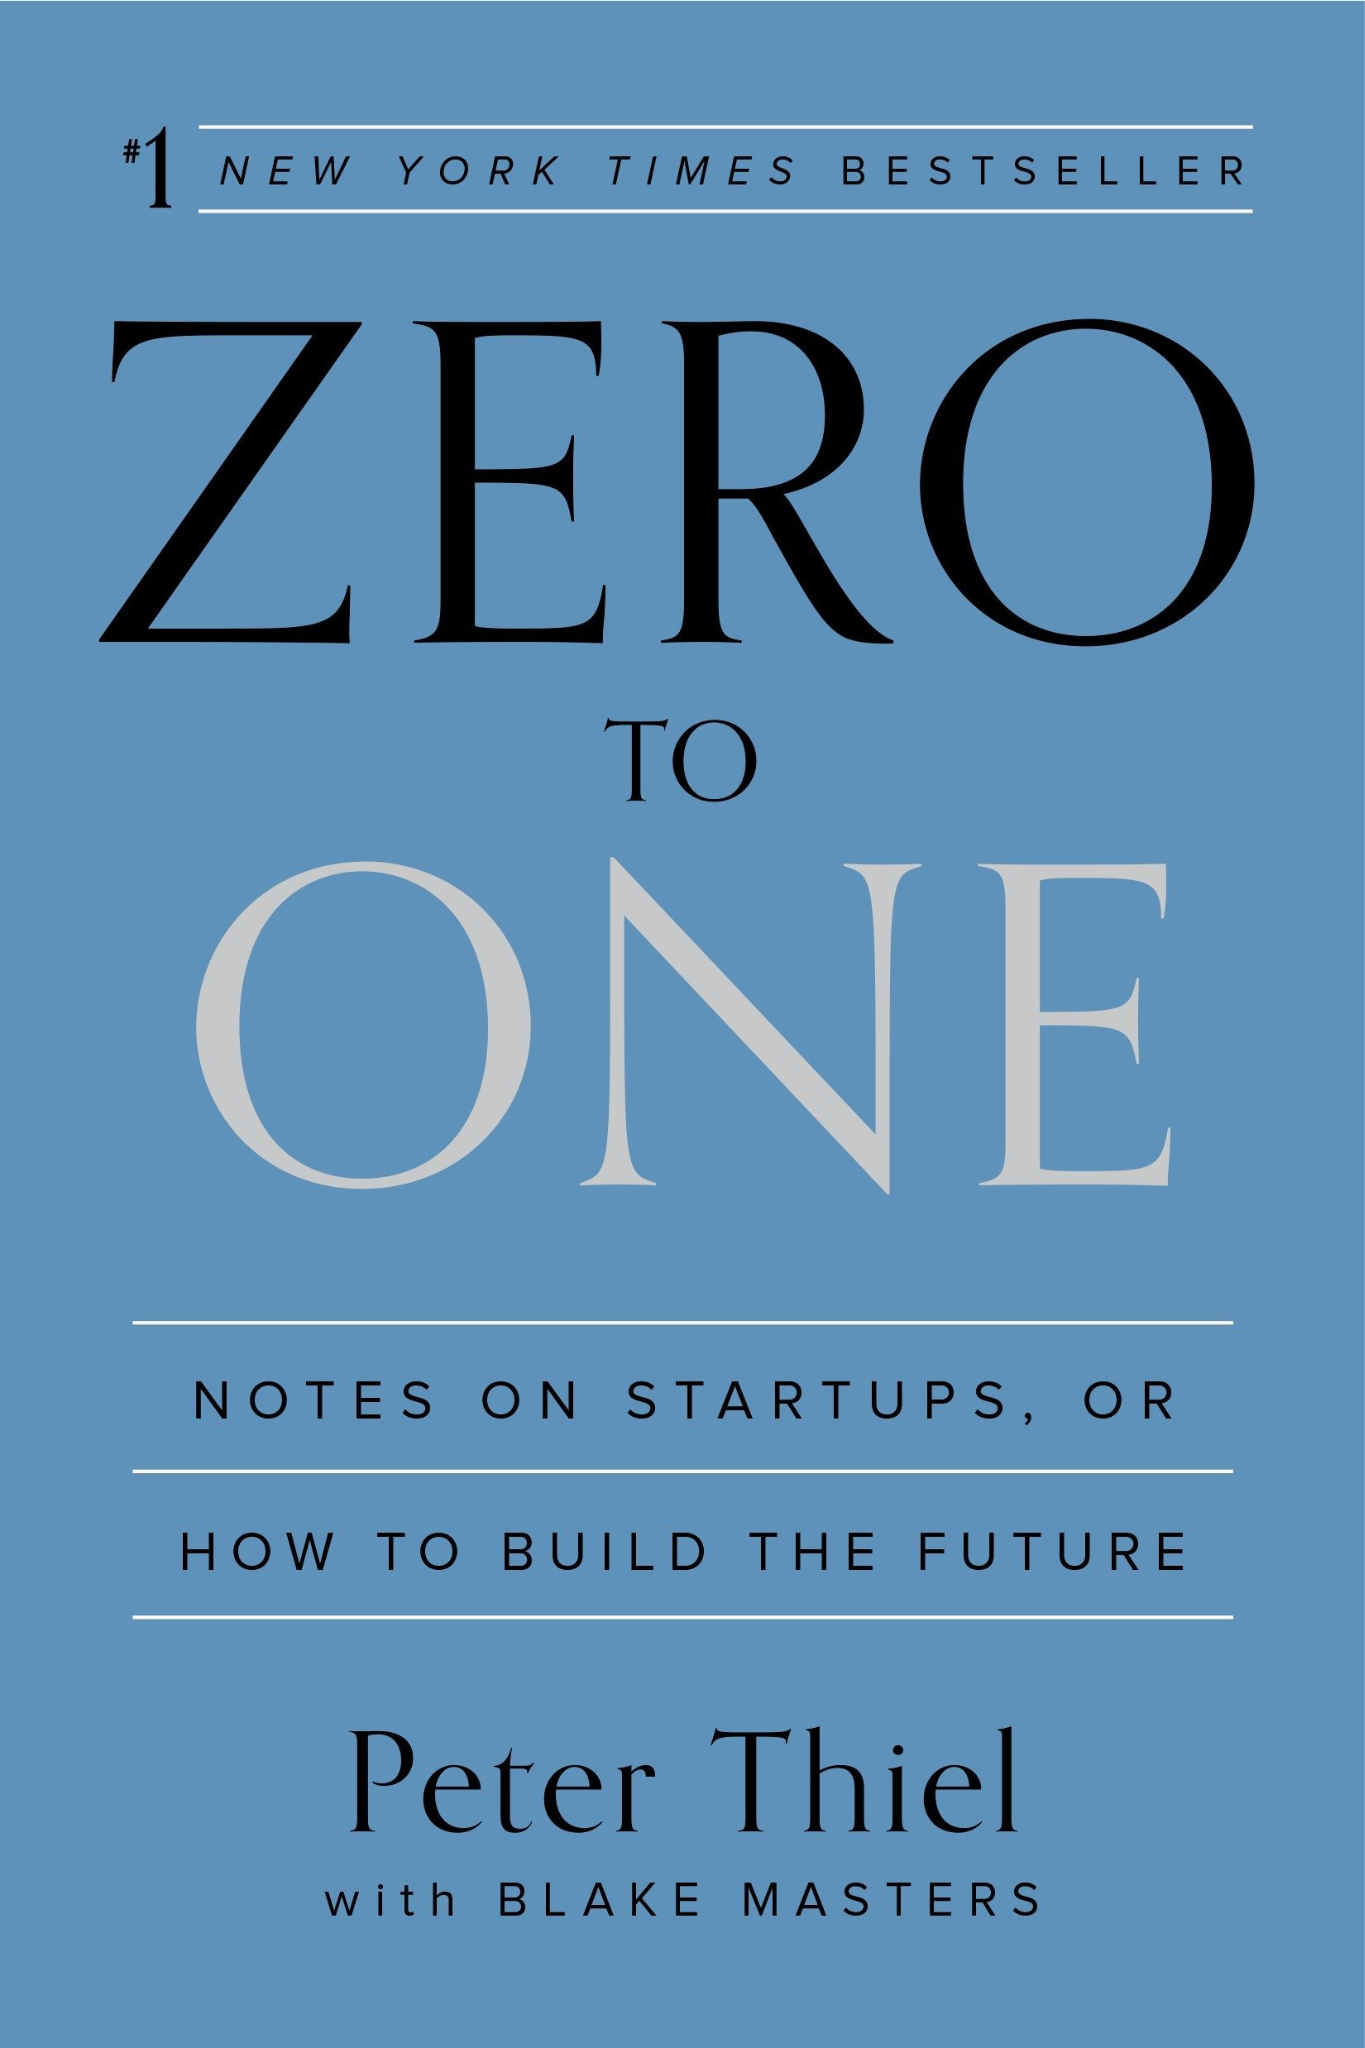 #1 NEW YORK TIMES BESTSELLER
ZERO
TO
ONE
NOTES ON STARTUPS, OR
HOW TO BUILD THE FUTURE
Peter Thiel
with BLAKE MASTERS